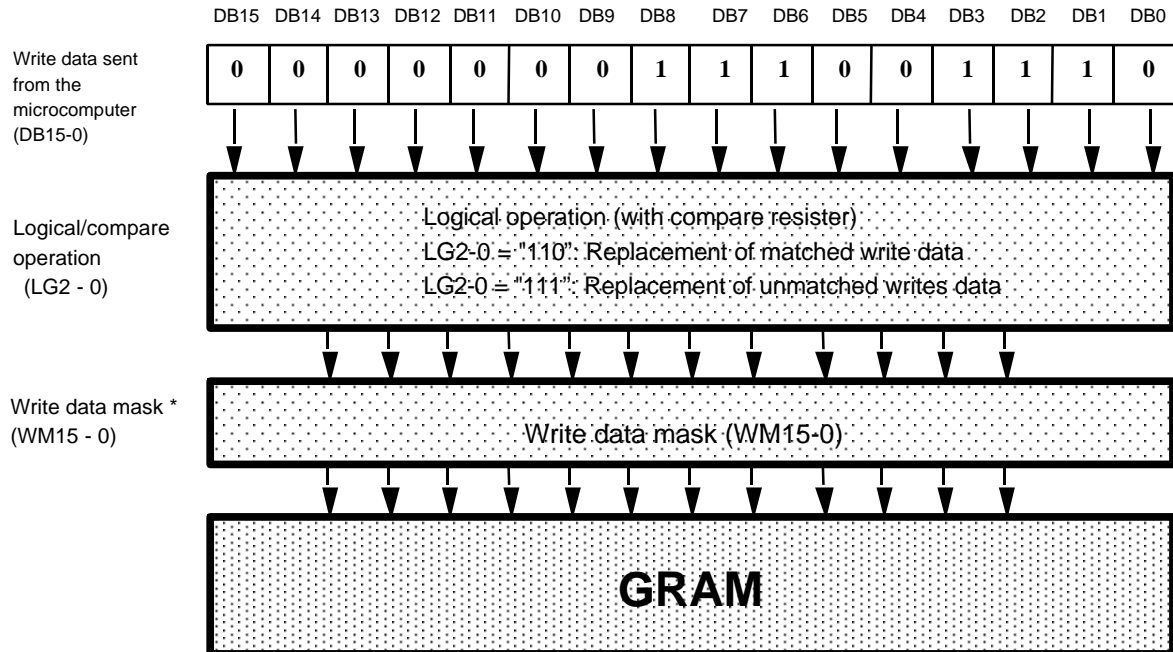 DB15 DB14 DB13 DB12 DB11 DB10 DB9 DB8 DB7 DB6 DB5 DB4 DB3 DB2 DB1 DB0
Write data sent
from the
microcomputer
(DB15-0)
0 0 0 0 0 0 0 1 1 1 0 0 1 1 1 0
Logical/compare
operation
(LG2 - 0)
Logical operation (with compare resister)
LG2-0 = "110”: Replacement of matched write data
LG2-0 = "111”: Replacement of unmatched writes data
Write data mask *
(WM15 - 0)
Write data mask (WM15-0)
GRAM